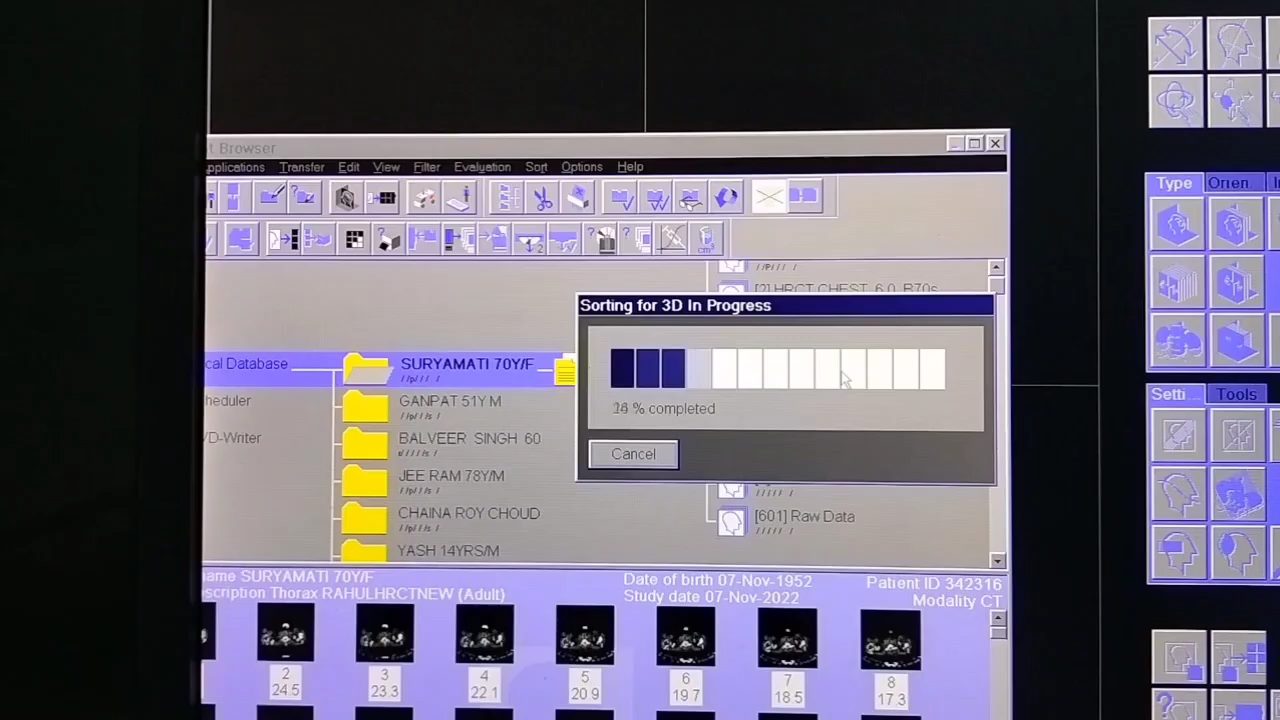 t Browser
pplications Transfer Edit View Filter Evaluation Sort Options Help
Type Orien
[2] HRCT CHEST 6.0 B70s
Sorting for 3D In Progress
cal Database
SURYAMATI 70Y/F
heduler
GANPAT 51Y M
% completed
VD-Writer
BALVEER SINGH 60
Cancel
Setti... Tools
JEE RAM 78Y/M
CHAINA ROY CHOUD
[601] Raw Data
YASH 14YRS/M
name SURYAMATI 70Y/F
Date of birth 07-Nov-1952
Patient ID 342316
scription Thorax RAHULHRCTNEW (Adult)
Study date 07-Nov-2022
Modality CT
2 3 4 5 6 7 8
24.5 23.3 22.1 20.9 19.7 18.5 17.3